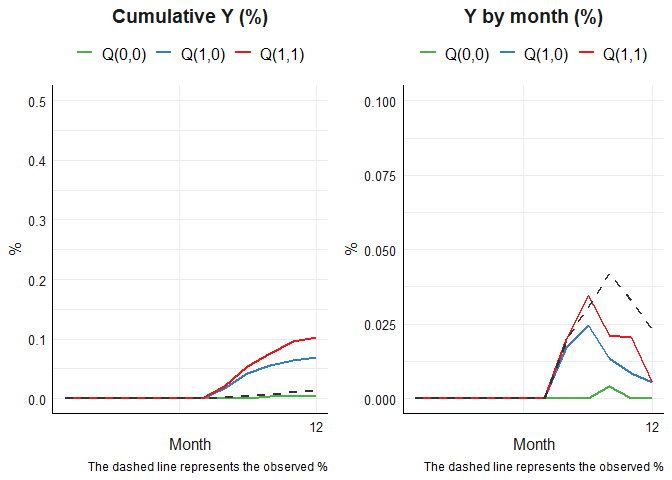 Cumulative Y (%)
Q(0,0) Q(1,0) Q(1,1)
0.5
0.4
0.3
0.2
0.1
0.0
%
12
Month
The dashed line represents the observed %
Y by month (%)
Q(0,0) Q(1,0) Q(1,1)
0.100
0.075
0.050
0.025
0.000
%
12
Month
The dashed line represents the observed %